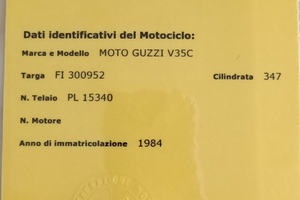 Dati identificativi del Motociclo:
Marca e Modello MOTO GUZZI V35C
Targa FI 300952 Cilindrata 347
N. Telaio PL 15340
N. Motore
Anno di immatricolazione 1984